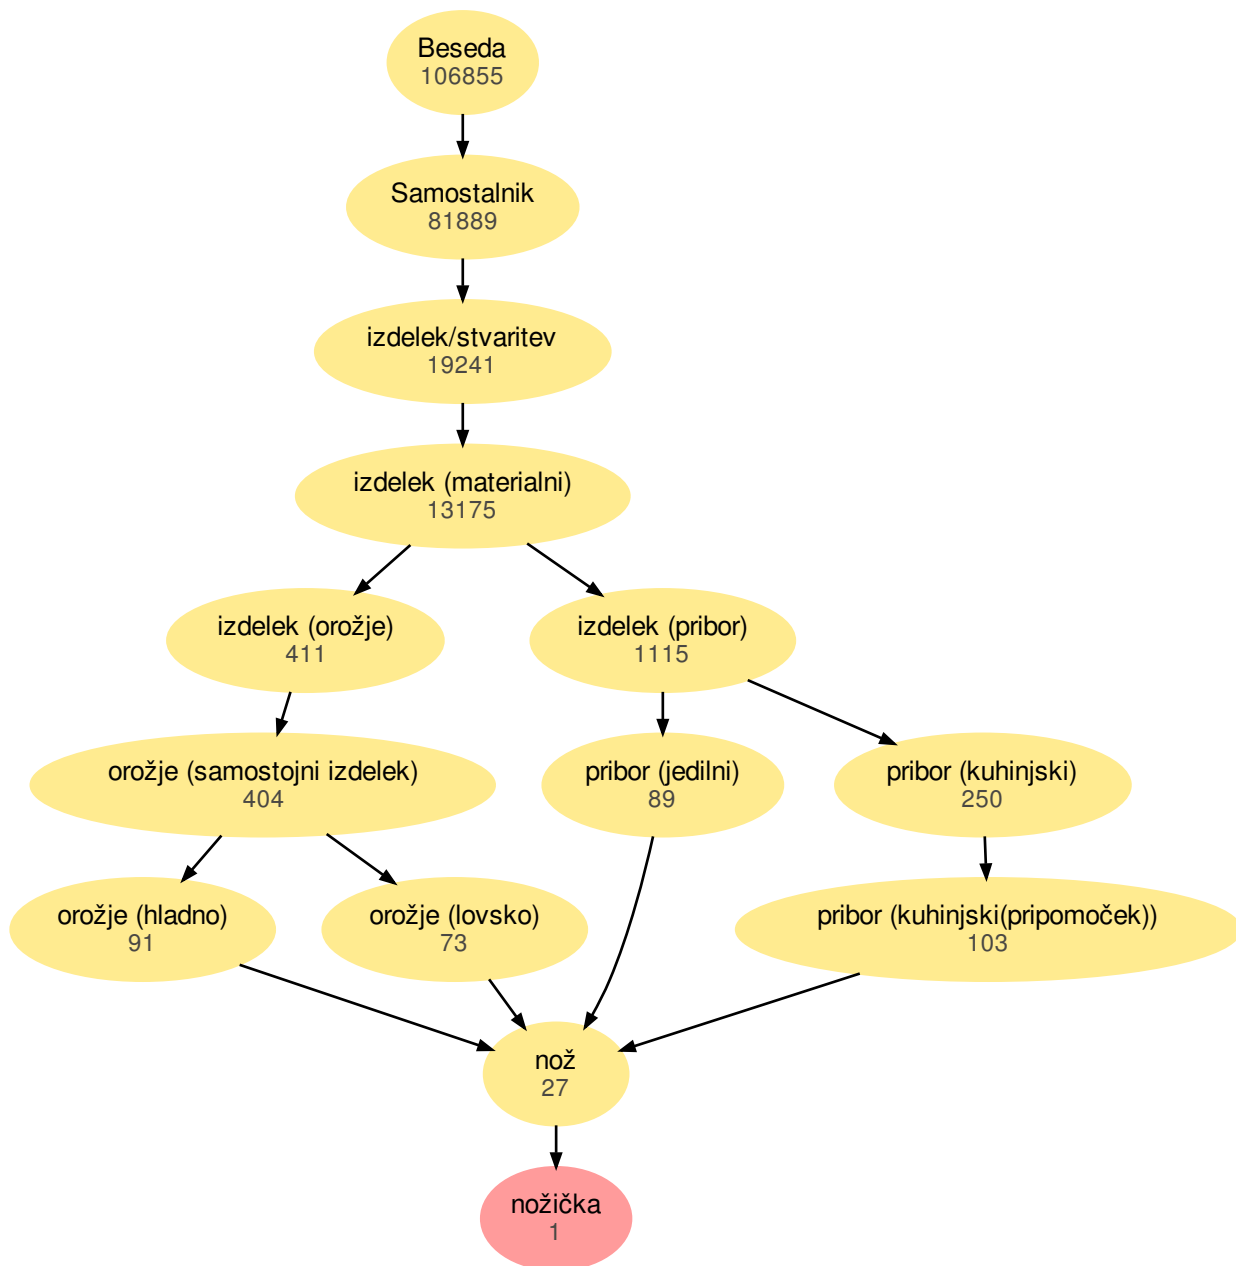 Beseda
106855
Samostalnik
81889
izdelek/stvaritev
19241
izdelek (materialni)
13175
izdelek (orožje)
411
izdelek (pribor)
1115
orožje (samostojni izdelek)
404
pribor (jedilni)
89
pribor (kuhinjski)
250
orožje (hladno)
91
orožje (lovsko)
73
pribor (kuhinjski(pripomoček))
103
nož
27
nožička
1